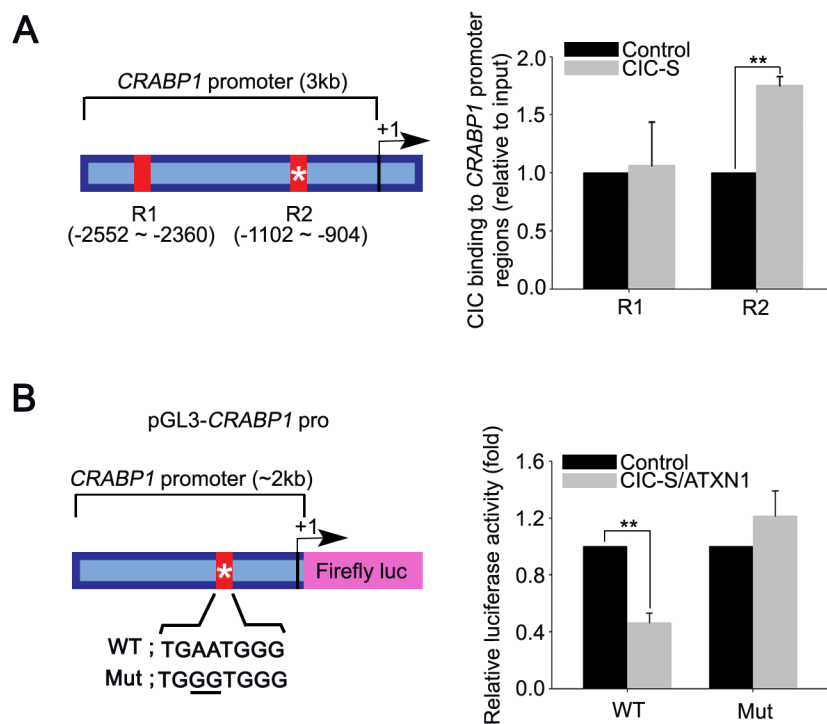 A
CRABP1 promoter (3kb)
+1
*
R1
(-2552 ~ -2360)
R2
(-1102 ~ -904)
CIC binding to CRABP1 promoter
regions (relative to input)
2.0
1.5
1.0
0.5
0.0
Control
CIC-S
**
R1
R2
B
pGL3-CRABP1 pro
CRABP1 promoter (~2kb)
+1
*
Firefly luc
WT ; TGAATGGG
Mut ;TGGGTGGG
Relative luciferase activity (fold)
1.6
1.2
0.8
0.4
0.0
Control
CIC-S/ATXN1
**
WT
Mut